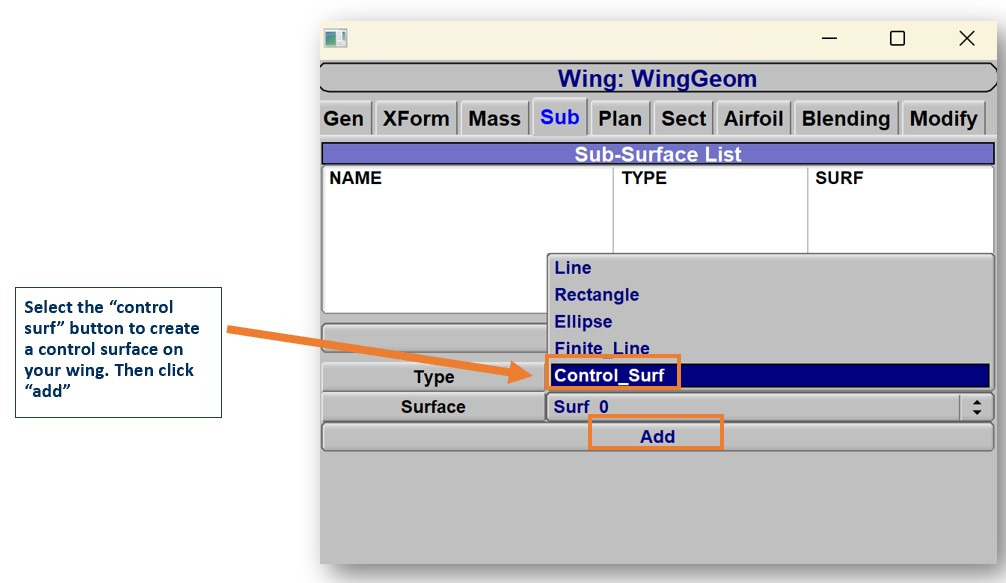 Wing: WingGeom
Gen XForm Mass Sub Plan Sect Airfoil Blending Modify
Sub-Surface List
NAME TYPE SURF
Line
Rectangle
Ellipse
Finite_Line
Type Control_Surf
Surface Surf_0
Add
Select the “control
surf” button to create
a control surface on
your wing. Then click
“add”